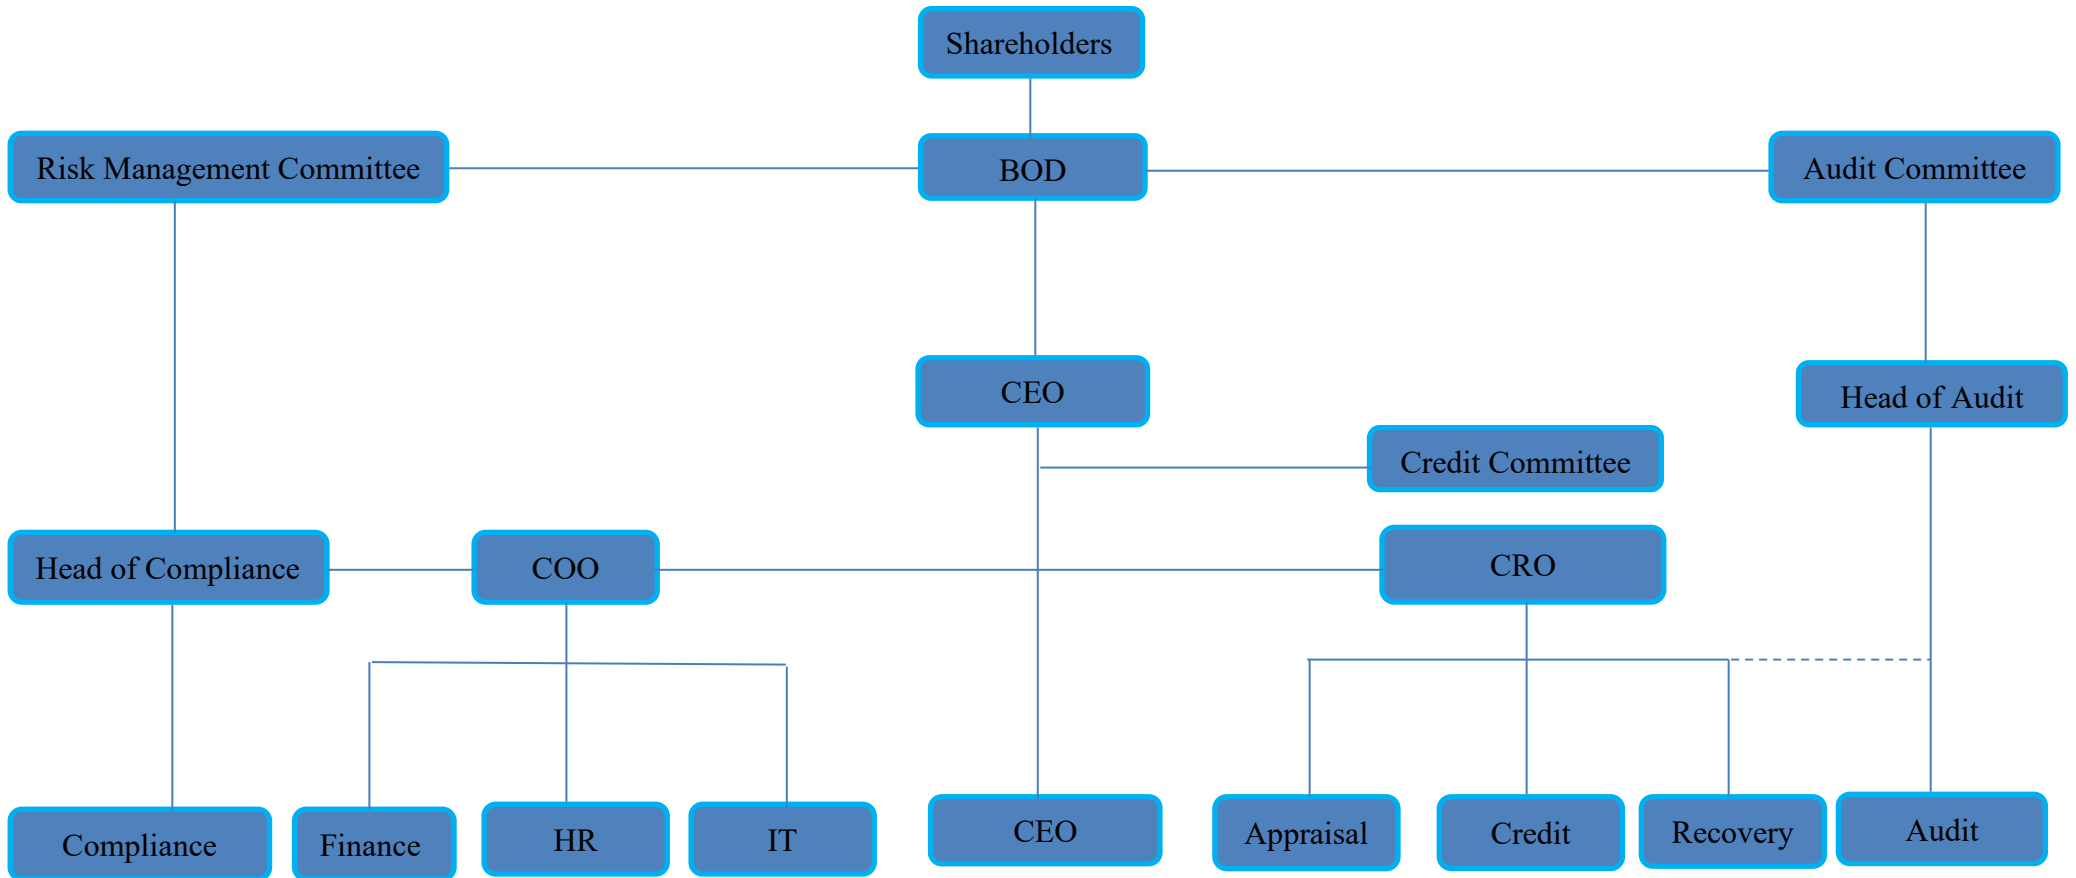 Shareholders
Risk Management Committee
BOD
Audit Committee
CEO
Head of Audit
Credit Committee
Head of Compliance
COO
CRO
Compliance
Finance
HR
IT
CEO
Appraisal
Credit
Recovery
Audit